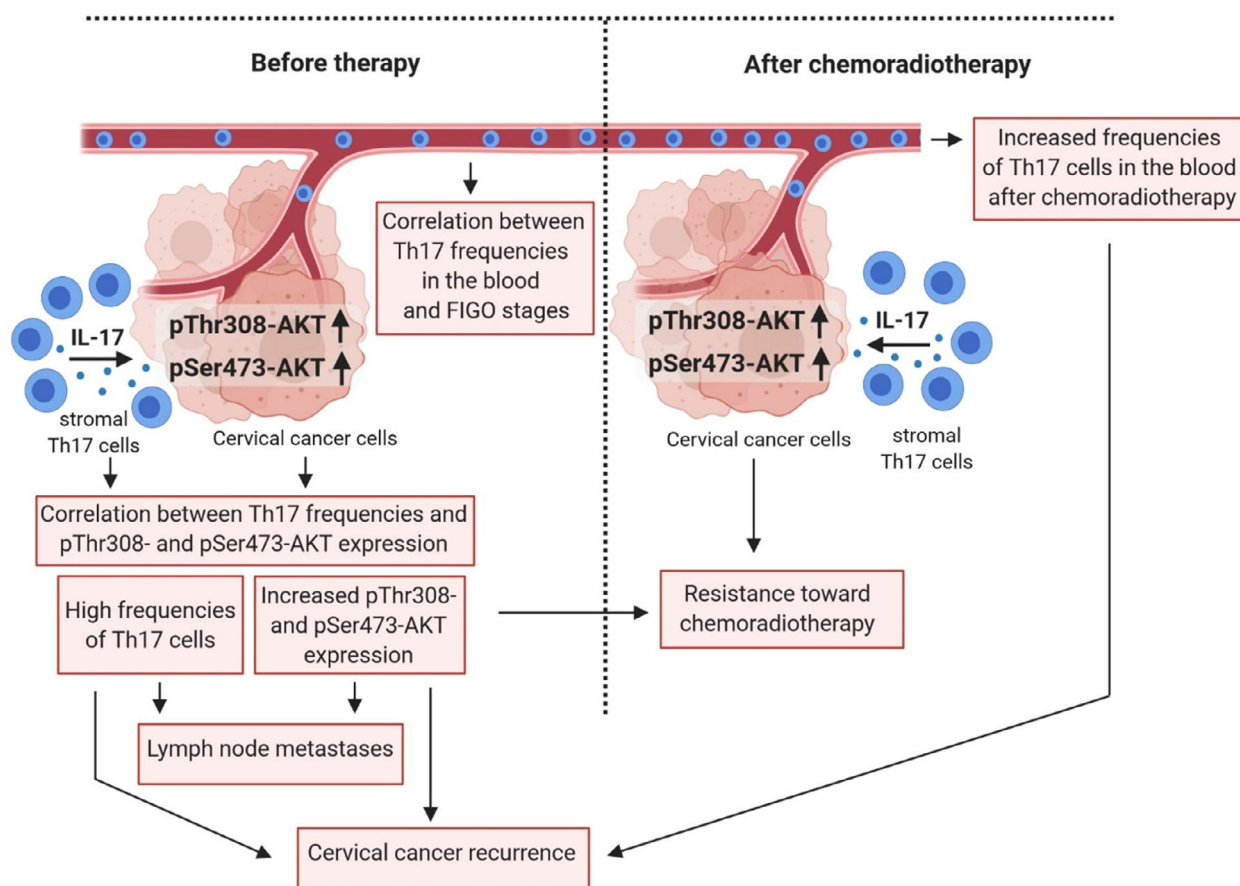 Before therapy
After chemoradiotherapy
Increased frequencies
of Th17 cells in the blood
after chemoradiotherapy
Correlation between
Th17 frequencies
in the blood
and FIGO stages
IL-17
pThr308-AKT
pSer473-AKT
stromal
Th17 cells
Cervical cancer cells
pThr308-AKT
pSer473-AKT
IL-17
Cervical cancer cells
stromal
Th17 cells
Correlation between Th17 frequencies and
pThr308- and pSer473-AKT expression
High frequencies
of Th17 cells
Increased pThr308-
and pSer473-AKT
expression
Resistance toward
chemoradiotherapy
Lymph node metastases
Cervical cancer recurrence